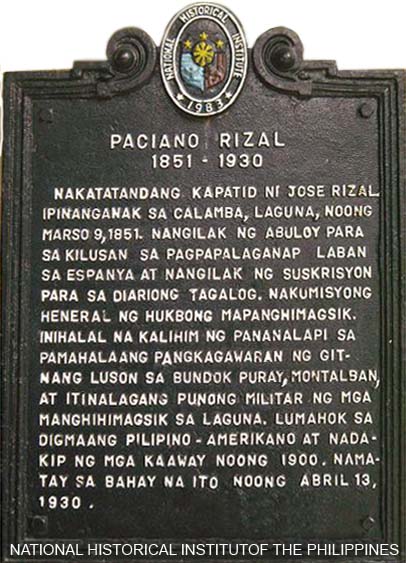 NATIONAL HISTORICAL INSTITUTE
★ 1983 ★
PACIANO RIZAL
1851 - 1930
NAKATATANDANG KAPATID NI JOSE RIZAL
IPINANGANAK SA CALAMBA, LAGUNA, NOONG
MARSO 9, 1851. NANGILAK NG ABULOY PARA
SA KILUSAN SA PAGPAPALAGANAP LABAN
SA ESPANYA AT NANGILAK NG SUSKRISYON
PARA SA DIARIONG TAGALOG. NAKUMISYONG
HENERAL NG HUKBONG MAPANGHIMAGSIK.
INIHALAL NA KALIHIM NG PANANALAPI SA
PAMAHALAANG PANGKAGAWARAN NG GIT-
NANG LUSON SA BUNDOK PURAY, MONTALBAN,
AT ITINALAGANG PUNONG MILITAR NG MGA
MANGHIHIMAGSIK SA LAGUNA. LUMAHOK SA
DIGMAANG PILIPINO - AMERIKANO AT NADA-
KIP NG MGA KAAWAY NOONG 1900. NAMA-
TAY SA BAHAY NA ITO NOONG ABRIL 13,
1930.
NATIONAL HISTORICAL INSTITUTOF THE PHILIPPINES